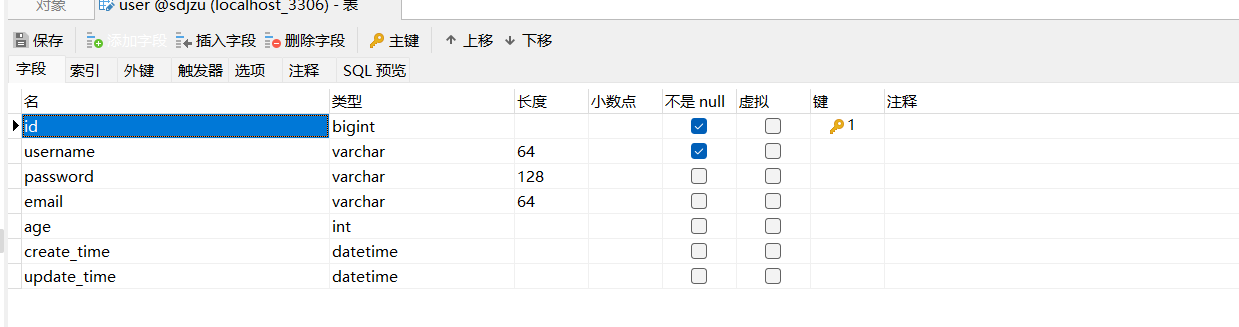 对象 user @sdjzu (localhost_3306) - 表
保存 添加字段 插入字段 删除字段 主键 上移 下移
字段 索引 外键 触发器 选项 注释 SQL 预览
名 类型 长度 小数点 不是 null 虚拟 键 注释
id bigint 1
username varchar 64
password varchar 128
email varchar 64
age int
create_time datetime
update_time datetime